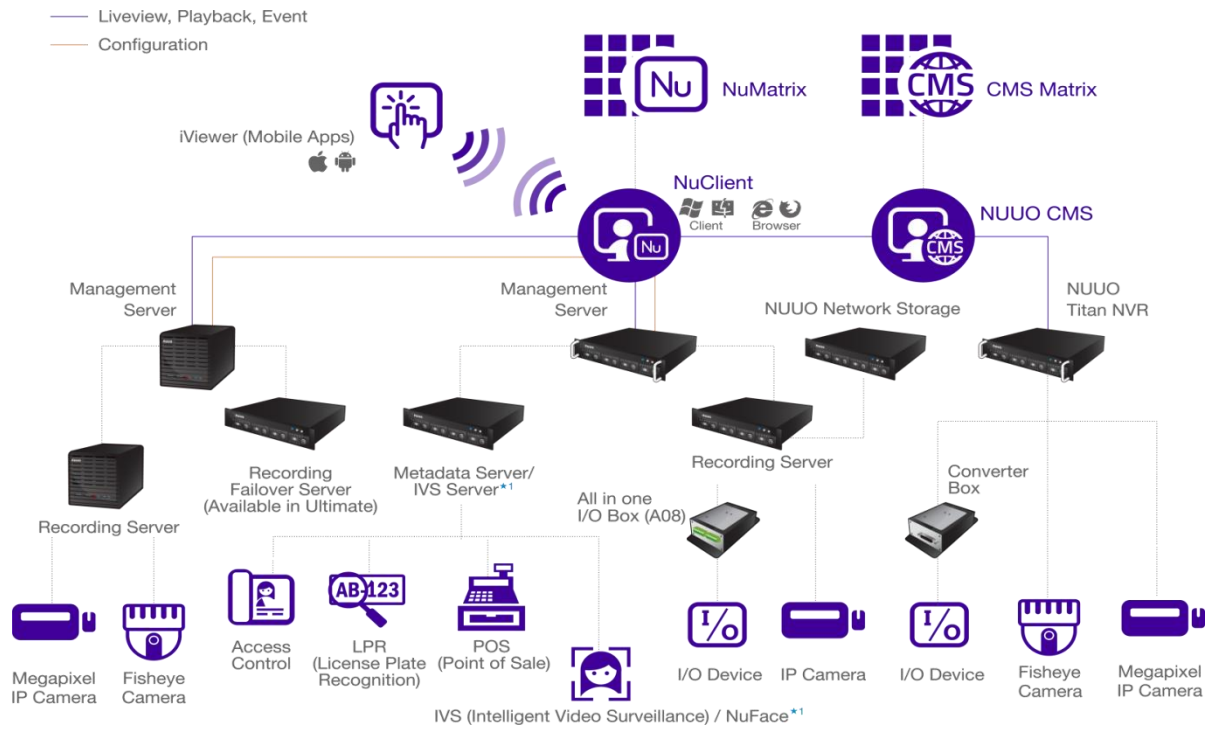 Liveview, Playback, Event
Configuration
Nu
NuMatrix
CMS
CMS Matrix
iViewer (Mobile Apps)
NuClient
Client
Browser
Nu
NUUO CMS
CMS
Management
Server
Management
Server
NUUO Network Storage
NUUO
Titan NVR
Recording
Failover Server
(Available in Ultimate)
Metadata Server/
IVS Server★1
Recording Server
Recording Server
All in one
I/O Box (A08)
Converter
Box
AB-123
I/O
I/O
Megapixel
IP Camera
Fisheye
Camera
Access
Control
LPR
(License Plate
Recognition)
POS
(Point of Sale)
I/O Device
IP Camera
I/O Device
Fisheye
Camera
Megapixel
IP Camera
IVS (Intelligent Video Surveillance) / NuFace★1